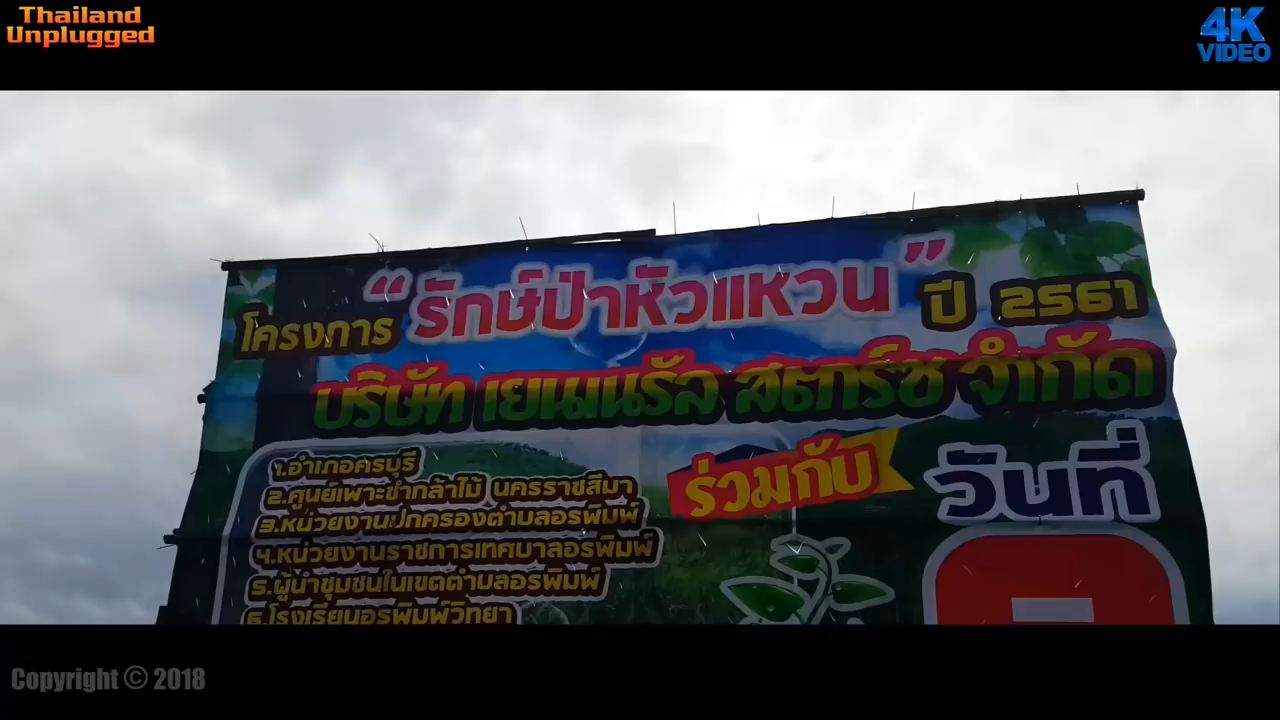 Thailand
Unplugged
4K
VIDEO
โครงการ “รักษ์ป่าหัวแหวน” ปี 2561
บริษัท เยนเนรัล สตาร์ซ จำกัด
1.อำเภอครบุรี
2.ศูนย์เพาะชำกล้าไม้ นครราชสีมา
3.หน่วยงานปกครองตำบลอรพิมพ์
4.หน่วยงานราชการเทศบาลอรพิมพ์
5.ผู้นำชุมชนในเขตตำบลอรพิมพ์
6.โรงเรียนอรพิมพ์วิทยา
ร่วมกับ
วันที่
Copyright © 2018